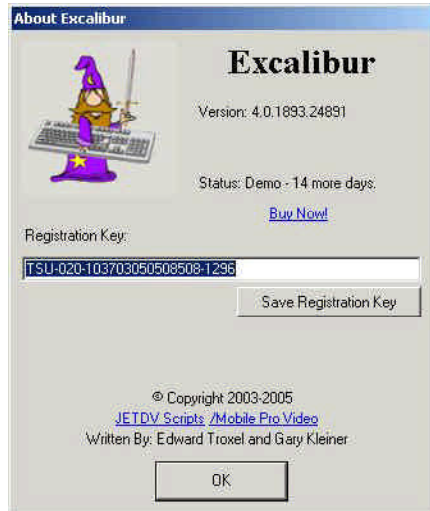 About Excalibur
Excalibur
Version: 4.0.1893.24891
Status: Demo - 14 more days.
Buy Now!
Registration Key:
TSU-020-103703050508508-1296
Save Registration Key
© Copyright 2003-2005
JETDV Scripts /Mobile Pro Video
Written By: Edward Troxel and Gary Kleiner
OK